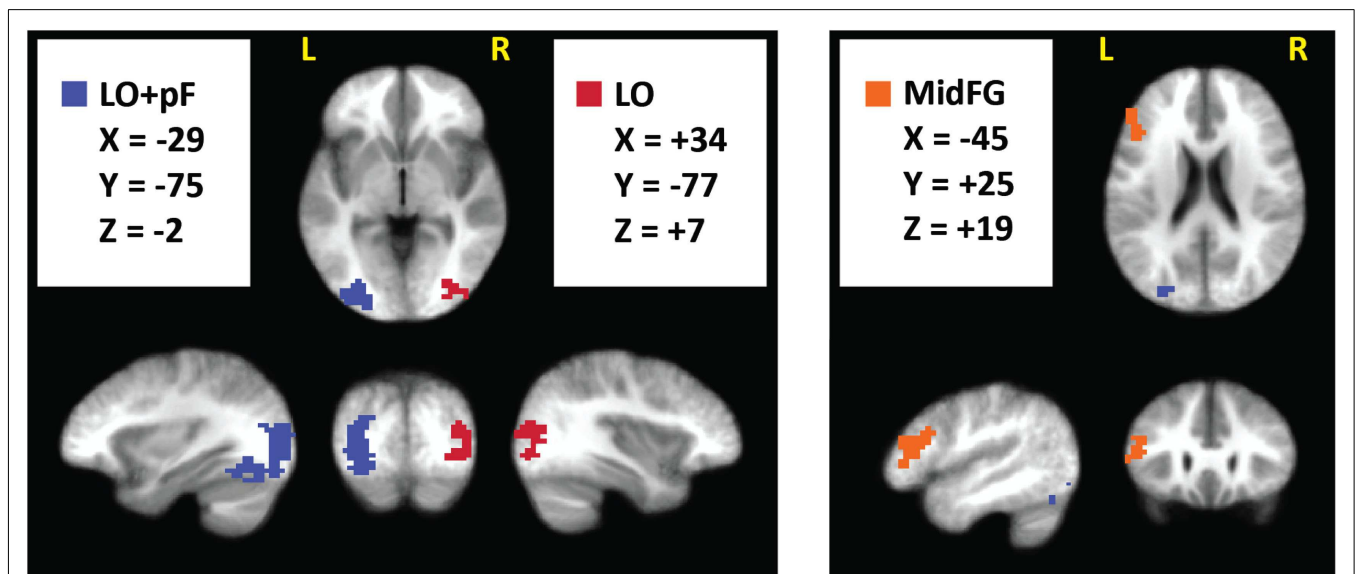 L
R
LO+pF
X = -29
Y = -75
Z = -2
LO
X = +34
Y = -77
Z = +7
L
R
MidFG
X = -45
Y = +25
Z = +19